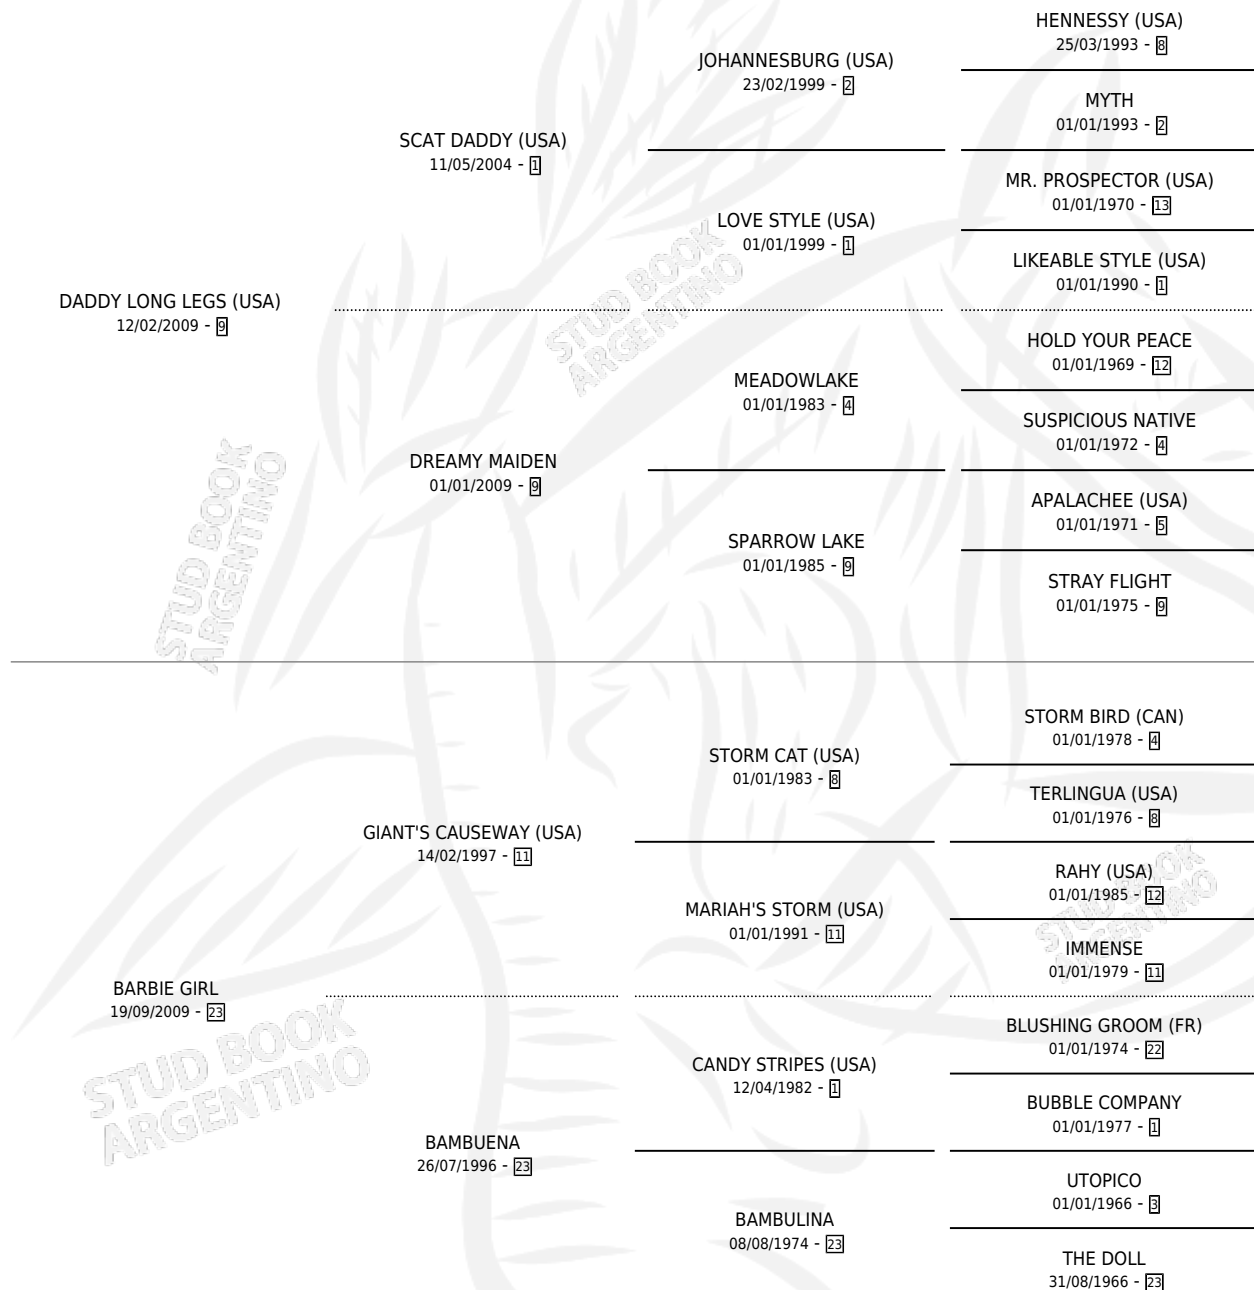 HENNESSY (USA)
25/03/1993 - 8
JOHANNESBURG (USA)
23/02/1999 - 2
MYTH
01/01/1993 - 2
SCAT DADDY (USA)
11/05/2004 - 1
MR. PROSPECTOR (USA)
01/01/1970 - 13
LOVE STYLE (USA)
01/01/1999 - 1
LIKEABLE STYLE (USA)
01/01/1990 - 1
DADDY LONG LEGS (USA)
12/02/2009 - 9
HOLD YOUR PEACE
01/01/1969 - 12
MEADOWLAKE
01/01/1983 - 4
SUSPICIOUS NATIVE
01/01/1972 - 4
DREAMY MAIDEN
01/01/2009 - 9
APALACHEE (USA)
01/01/1971 - 5
SPARROW LAKE
01/01/1985 - 9
STRAY FLIGHT
01/01/1975 - 9
STORM BIRD (CAN)
01/01/1978 - 4
STORM CAT (USA)
01/01/1983 - 8
TERLINGUA (USA)
01/01/1976 - 8
GIANT'S CAUSEWAY (USA)
14/02/1997 - 11
RAHY (USA)
01/01/1985 - 12
MARIAH'S STORM (USA)
01/01/1991 - 11
IMMENSE
01/01/1979 - 11
BARBIE GIRL
19/09/2009 - 23
BLUSHING GROOM (FR)
01/01/1974 - 22
CANDY STRIPES (USA)
12/04/1982 - 1
BUBBLE COMPANY
01/01/1977 - 1
BAMBUENA
26/07/1996 - 23
UTOPICO
01/01/1966 - 3
BAMBULINA
08/08/1974 - 23
THE DOLL
31/08/1966 - 23
STUD BOOK
ARGENTINO
STUD BOOK
ARGENTINO
STUD BOOK
ARGENTINO
STUD BOOK
ARGENTINO